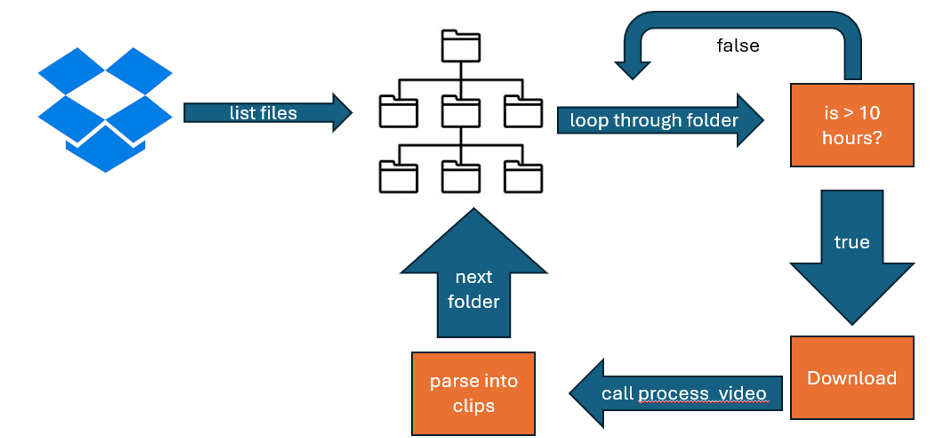 false
list files
loop through folder
is > 10
hours?
true
next
folder
Download
call process_video
parse into
clips